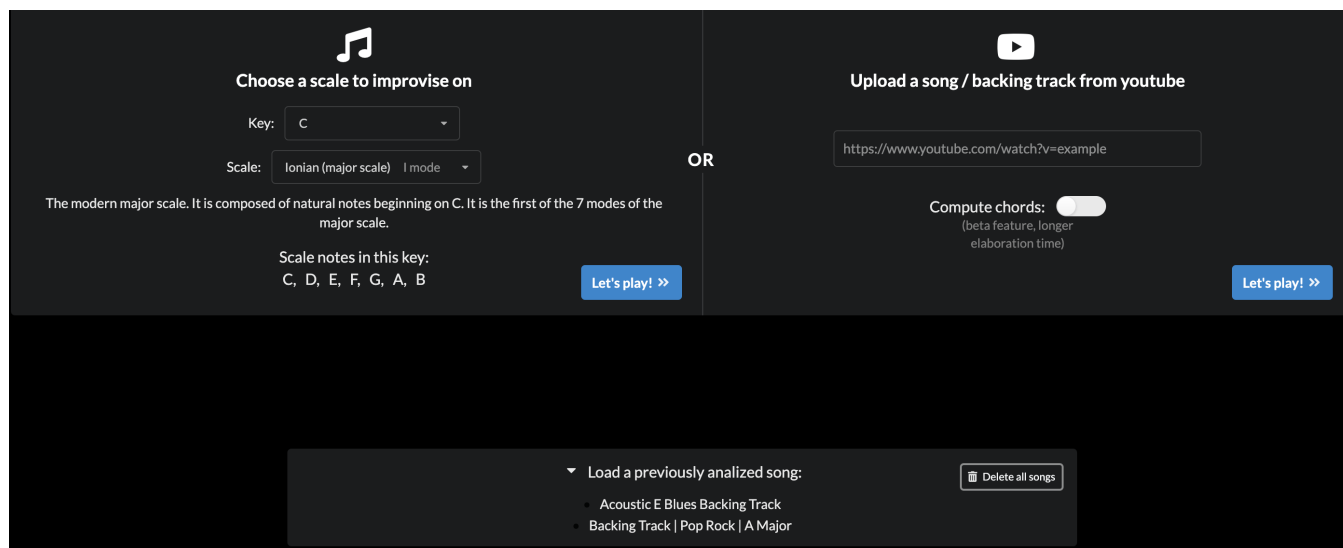 Choose a scale to improvise on
Key: C
Scale: Ionian (major scale) I mode
The modern major scale. It is composed of natural notes beginning on C. It is the first of the 7 modes of the
major scale.
Scale notes in this key:
C, D, E, F, G, A, B
Let's play! »
OR
Upload a song / backing track from youtube
https://www.youtube.com/watch?v=example
Compute chords:
(beta feature, longer
elaboration time)
Let's play! »
Load a previously analized song:
Delete all songs
• Acoustic E Blues Backing Track
• Backing Track | Pop Rock | A Major